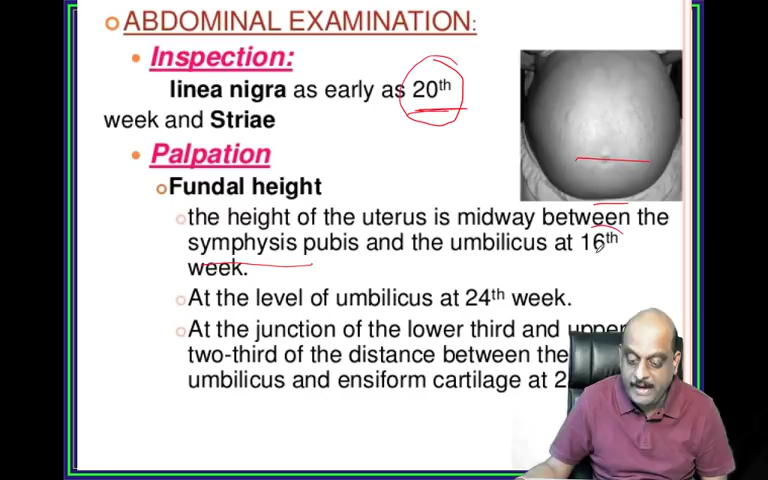 ABDOMINAL EXAMINATION:
Inspection:
linea nigra as early as 20th
week and Striae
Palpation
Fundal height
the height of the uterus is midway between the
symphysis pubis and the umbilicus at 16th
week.
At the level of umbilicus at 24th week.
At the junction of the lower third and upper
two-third of the distance between the
umbilicus and ensiform cartilage at 2